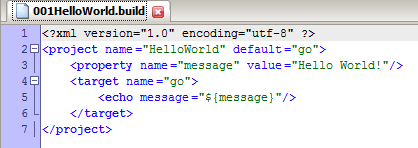 001HelloWorld.build
1 <?xml version="1.0" encoding="utf-8" ?>
2 <project name="HelloWorld" default="go">
3     <property name="message" value="Hello World!"/>
4     <target name="go">
5         <echo message="${message}"/>
6     </target>
7 </project>